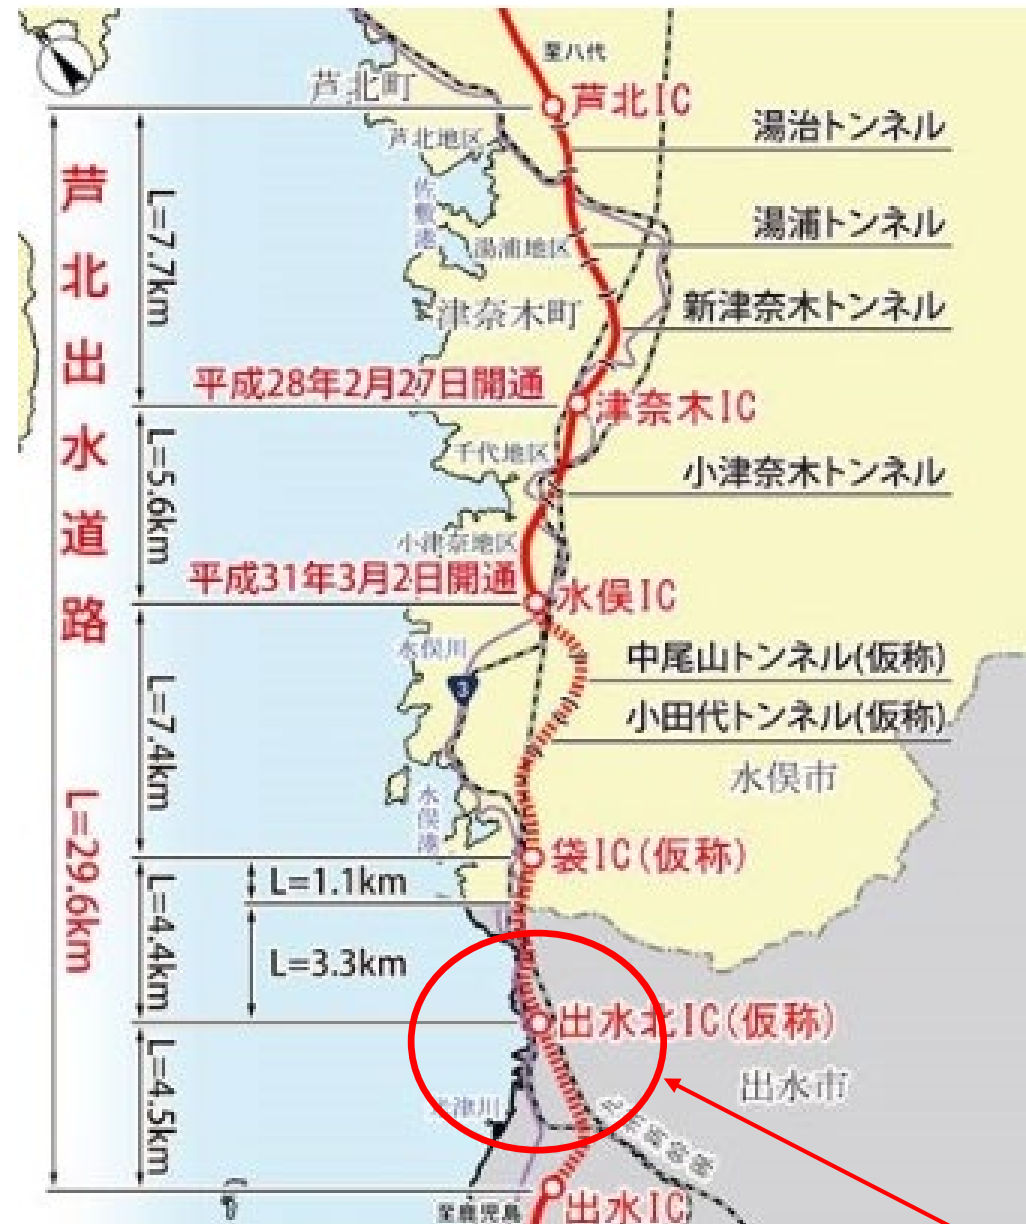 至八代
芦北町
芦北IC
湯治トンネル
芦北地区
芦北出水道路
L=29.6km
L=7.7km
佐敷港
湯浦トンネル
湯浦地区
新津奈木トンネル
津奈木町
平成28年2月27日開通
津奈木IC
千代地区
小津奈木トンネル
L=5.6km
小津奈地区
平成31年3月2日開通
水俣IC
水俣川
中尾山トンネル(仮称)
3
小田代トンネル(仮称)
L=7.4km
水俣市
水俣港
袋IC(仮称)
L=1.1km
L=4.4km
L=3.3km
出水北IC(仮称)
出水市
L=4.5km
米津川
出水IC
至鹿児島